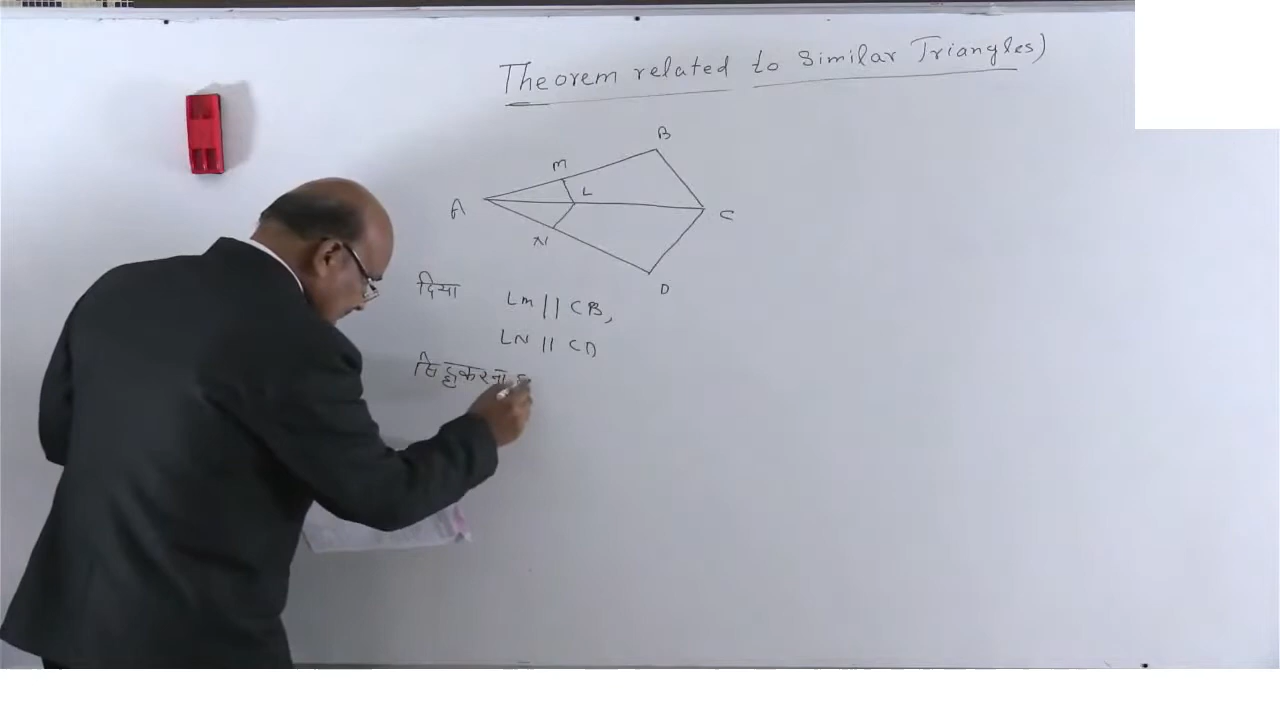 Theorem related to Similar Triangles)
B
M
L
A
C
N
D
दिया LM || CB,
LN || CD
सिद्ध करना